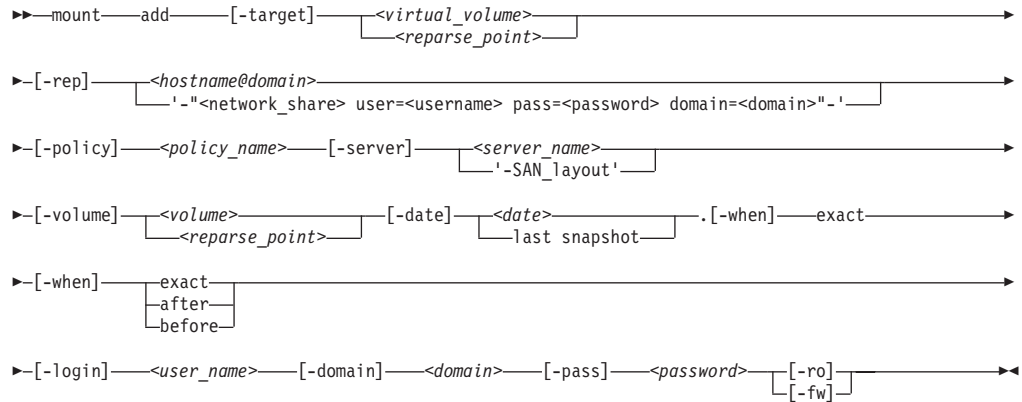 mount add [-target] <virtual_volume>
<reparse_point>
[-rep] <hostname@domain>
'-"<network_share> user=<username> pass=<password> domain=<domain>"-'
[-policy] <policy_name> [-server] <server_name>
'-SAN_layout'
[-volume] <volume> [-date] <date> .[-when] exact
<reparse_point> last snapshot
[-when] exact
after
before
[-login] <user_name> [-domain] <domain> [-pass] <password> [-ro]
[-fw]